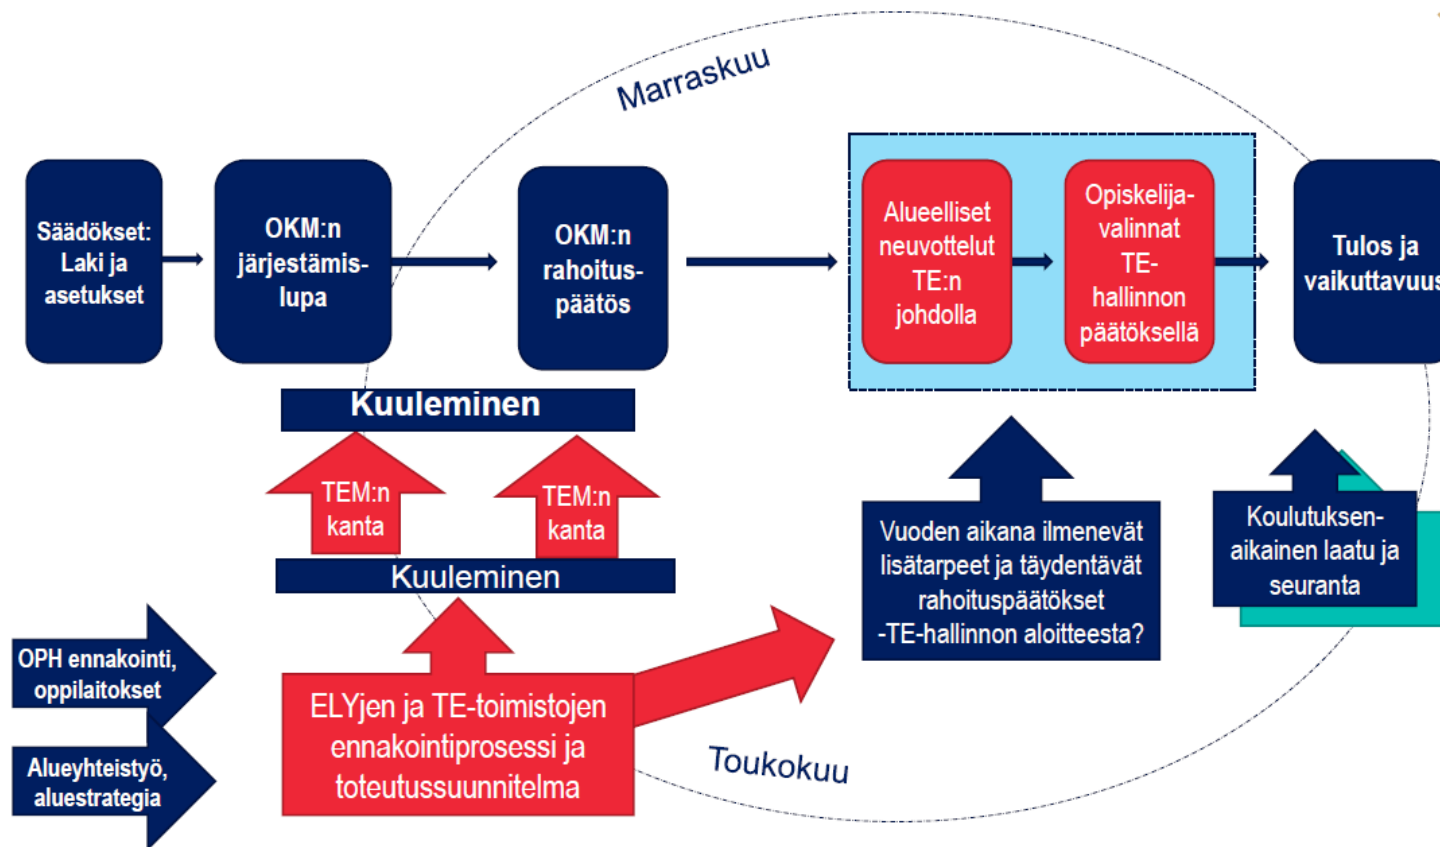 Marraskuu
Säädökset:
Laki ja
asetukset
OKM:n
järjestämis-
lupa
OKM:n
rahoitus-
päätös
Alueelliset
neuvottelut
TE:n
johdolla
Opiskelija-
valinnat
TE-
hallinnon
päätöksellä
Tulos ja
vaikuttavuus
Kuuleminen
TEM:n
kanta
TEM:n
kanta
Kuuleminen
Vuoden aikana ilmenevät
lisätarpeet ja täydentävät
rahoituspäätökset
-TE-hallinnon aloitteesta?
Koulutuksen-
aikainen laatu ja
seuranta
OPH ennakointi,
oppilaitokset
Alueyhteistyö,
aluestrategia
ELYjen ja TE-toimistojen
ennakointiprosessi ja
toteutussuunnitelma
Toukokuu